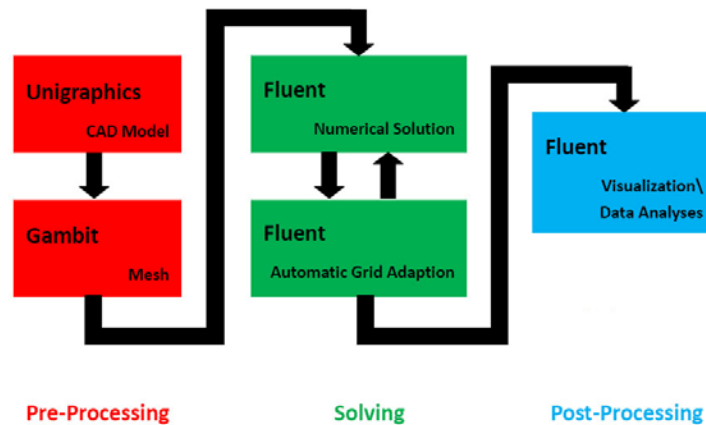 Unigraphics
CAD Model
Gambit
Mesh
Fluent
Numerical Solution
Fluent
Automatic Grid Adaption
Fluent
Visualization\
Data Analyses
Pre-Processing
Solving
Post-Processing